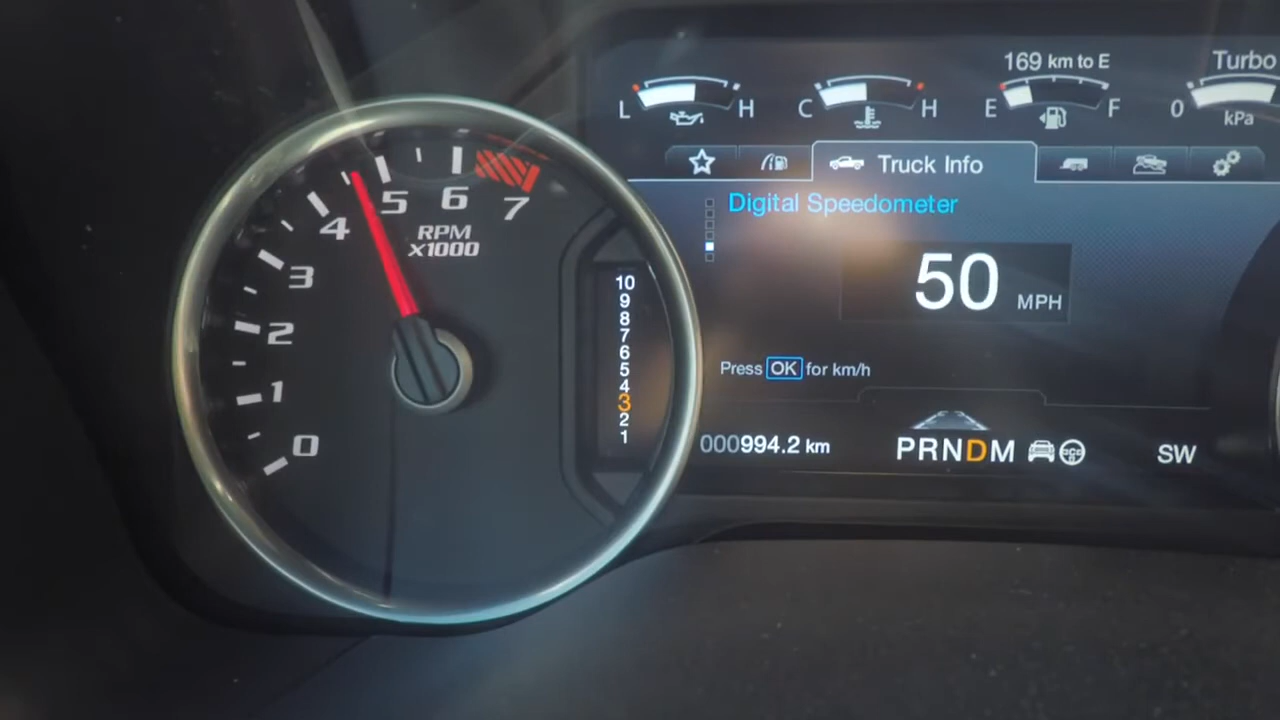 169 km to E
Turbo
L H
C H
E F
0 kPa
Truck Info
Digital Speedometer
50 MPH
Press OK for km/h
000994.2 km
PRNDM
SW
0
1
2
3
4
5
6
7
RPM
X1000
10
9
8
7
6
5
4
3
2
1